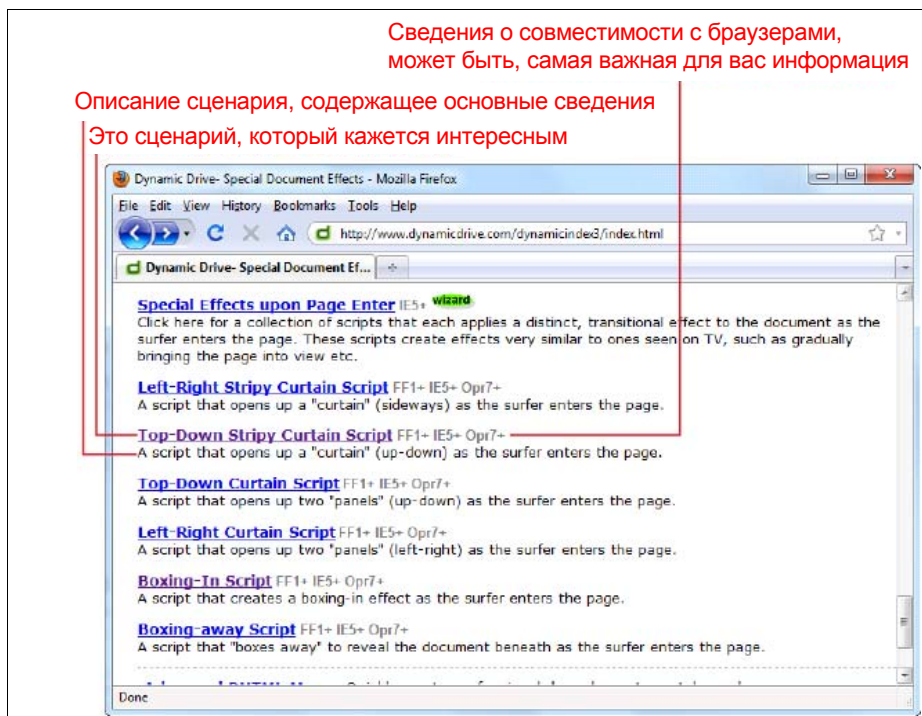 Сведения о совместимости с браузерами,
может быть, самая важная для вас информация
Описание сценария, содержащее основные сведения
Это сценарий, который кажется интересным
Dynamic Drive- Special Document Effects - Mozilla Firefox
File Edit View History Bookmarks Tools Help
http://www.dynamicdrive.com/dynamicindex3/index.html
Dynamic Drive- Special Document Ef...
Special Effects upon Page Enter IE5+ wizard
Click here for a collection of scripts that each applies a distinct, transitional effect to the document as the
surfer enters the page. These scripts create effects very similar to ones seen on TV, such as gradually
bringing the page into view etc.
Left-Right Stripy Curtain Script FF1+ IE5+ Opr7+
A script that opens up a "curtain" (sideways) as the surfer enters the page.
Top-Down Stripy Curtain Script FF1+ IE5+ Opr7+
A script that opens up a "curtain" (up-down) as the surfer enters the page.
Top-Down Curtain Script FF1+ IE5+ Opr7+
A script that opens up two "panels" (up-down) as the surfer enters the page.
Left-Right Curtain Script FF1+ IE5+ Opr7+
A script that opens up two "panels" (left-right) as the surfer enters the page.
Boxing-In Script FF1+ IE5+ Opr7+
A script that creates a boxing-in effect as the surfer enters the page.
Boxing-away Script FF1+ IE5+ Opr7+
A script that "boxes away" to reveal the document beneath as the surfer enters the page.
Done